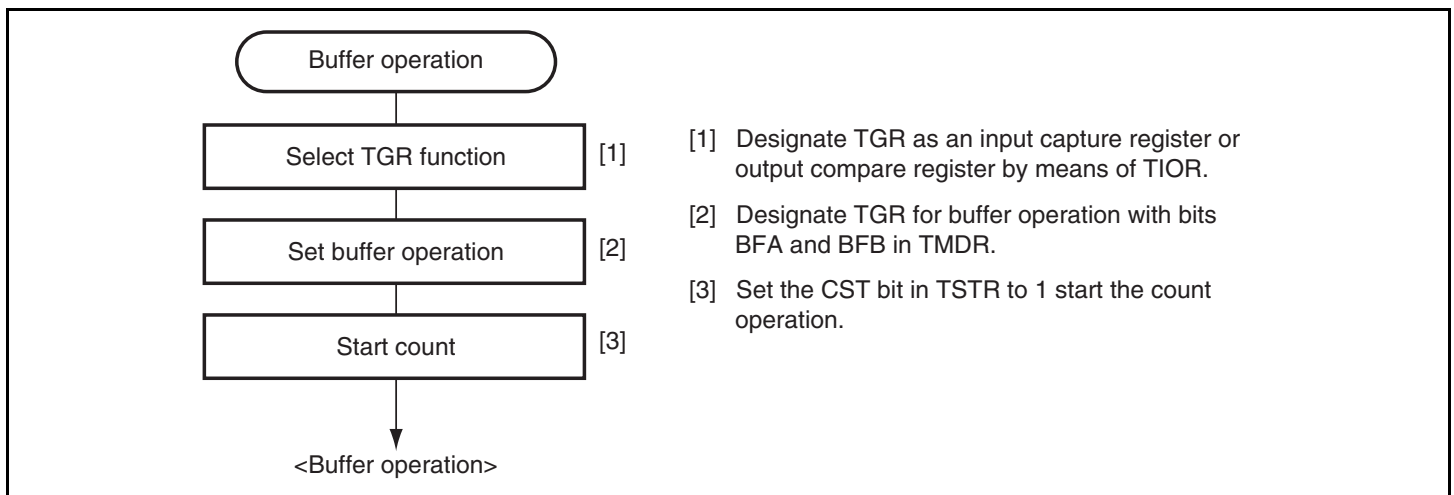 Buffer operation
Select TGR function
[1]
Set buffer operation
[2]
Start count
[3]
<Buffer operation>
[1] Designate TGR as an input capture register or
output compare register by means of TIOR.
[2] Designate TGR for buffer operation with bits
BFA and BFB in TMDR.
[3] Set the CST bit in TSTR to 1 start the count
operation.